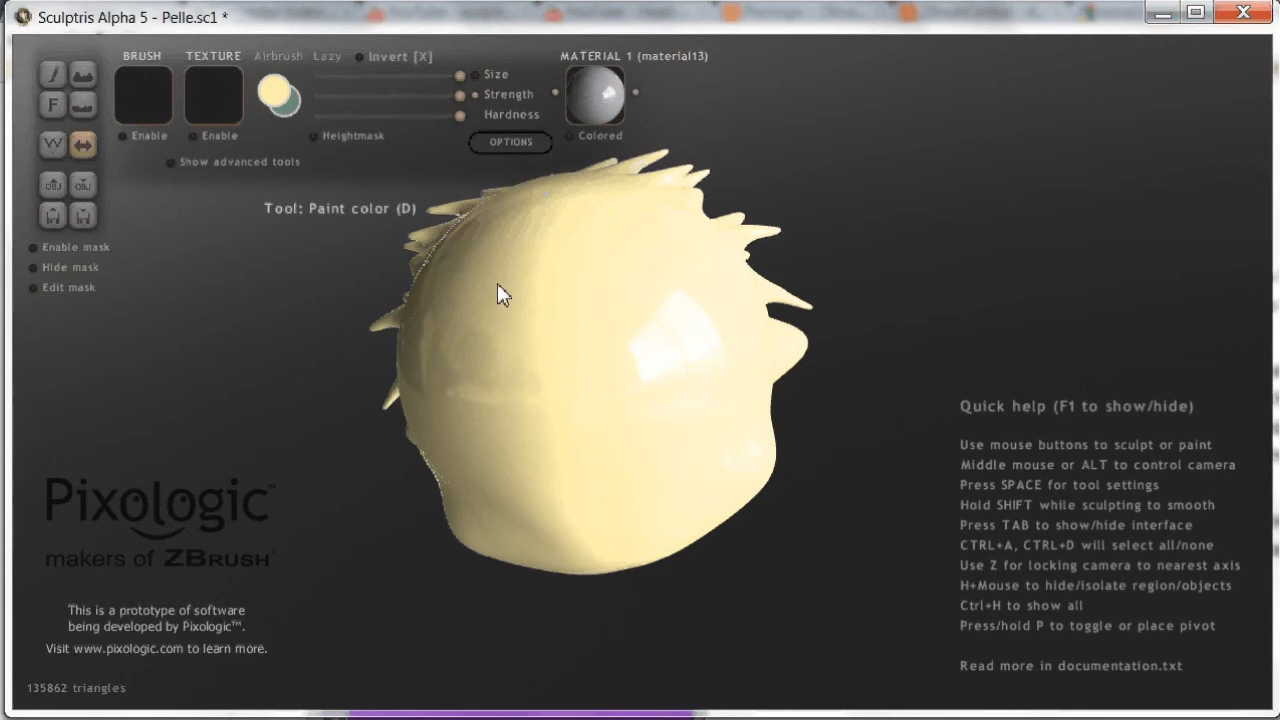 Sculptris Alpha 5 - Pelle.sc1 *
BRUSH TEXTURE Airbrush Lazy Invert [X] MATERIAL 1 (material13)
Size
Strength
Hardness
Enable Enable Heightmask OPTIONS Colored
Show advanced tools
F
OBJ OBJ
Tool: Paint color (D)
Enable mask
Hide mask
Edit mask
Quick help (F1 to show/hide)
Use mouse buttons to sculpt or paint
Middle mouse or ALT to control camera
Press SPACE for tool settings
Hold SHIFT while sculpting to smooth
Press TAB to show/hide interface
CTRL+A, CTRL+D will select all/none
Use Z for locking camera to nearest axis
H+Mouse to hide/isolate region/objects
Ctrl+H to show all
Press/hold P to toggle or place pivot
Read more in documentation.txt
Pixologic™
makers of ZBRUSH®
This is a prototype of software
being developed by Pixologic™.
Visit www.pixologic.com to learn more.
135862 triangles